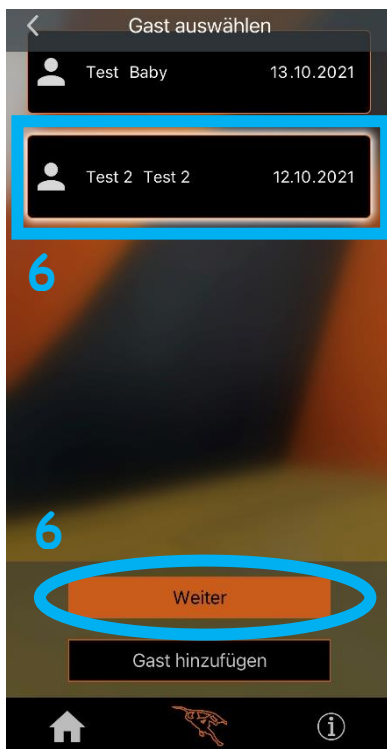 Gast auswählen
Test Baby 13.10.2021
Test 2 Test 2 12.10.2021
6
6
Weiter
Gast hinzufügen